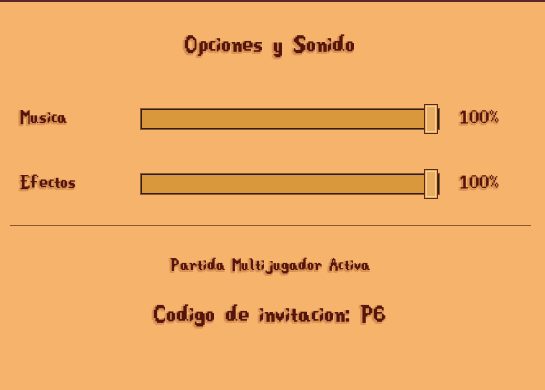 Opciones y Sonido
Musica 100%
Efectos 100%
Partida Multijugador Activa
Codigo de invitacion: P6